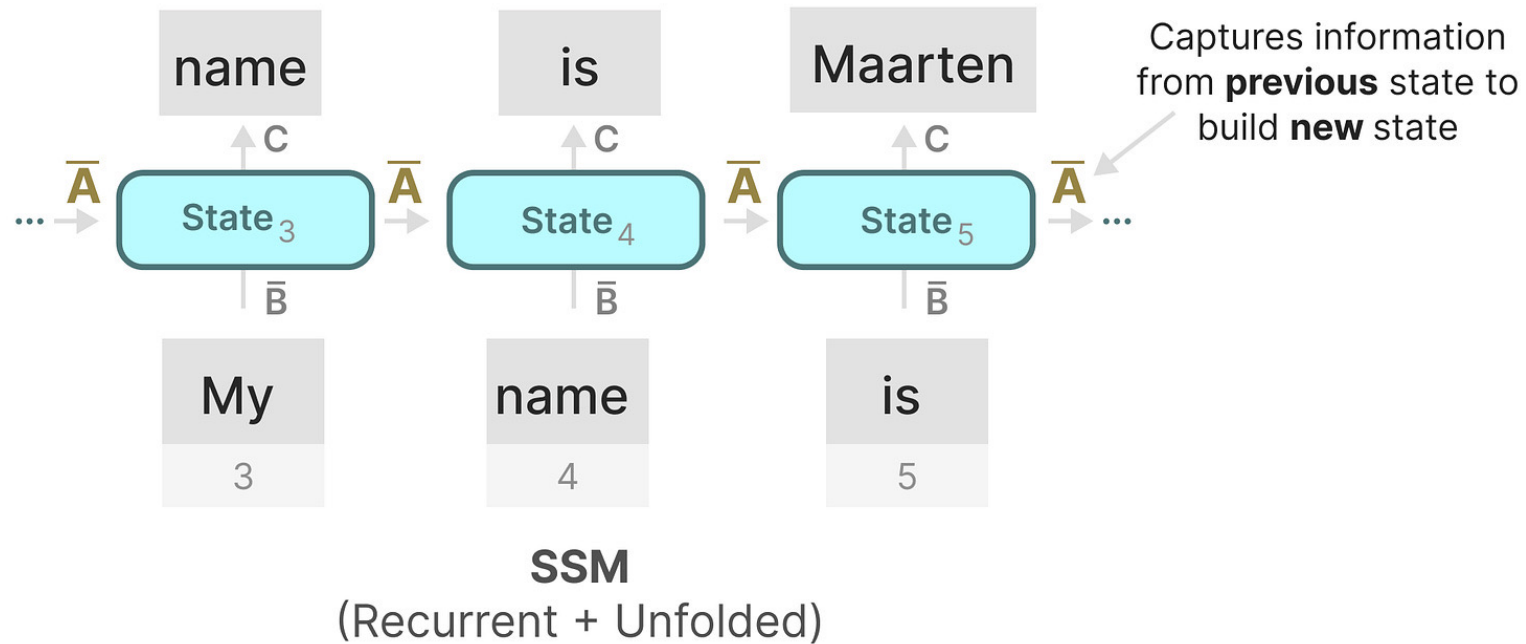 name
is
Maarten
Captures information
from previous state to
build new state
C
C
C
A̅
A̅
A̅
A̅
...
State₃
State₄
State₅
...
B̅
B̅
B̅
My
name
is
3
4
5
SSM
(Recurrent + Unfolded)